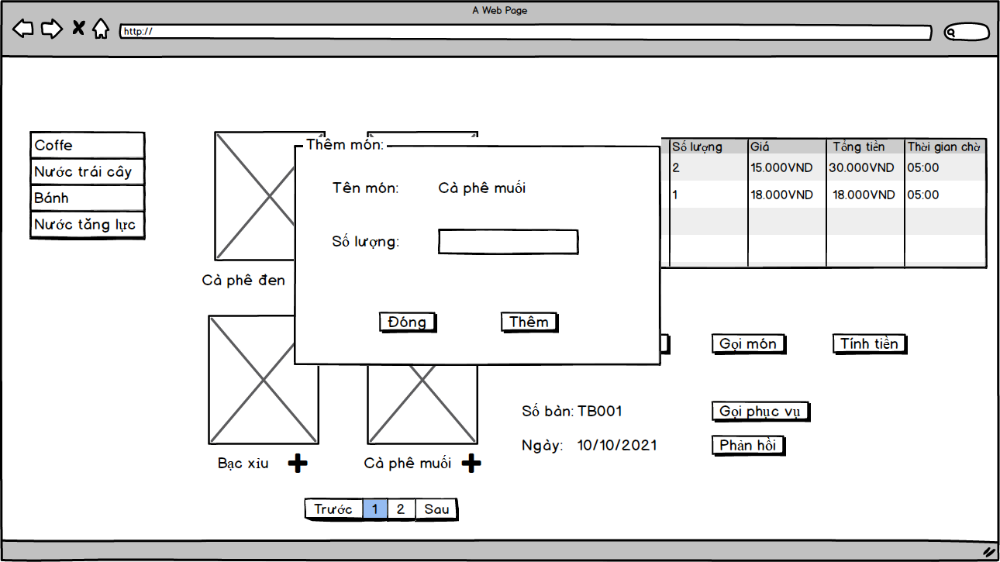 A Web Page
http://
Coffe
Nước trái cây
Bánh
Nước tăng lực
Cà phê đen
Bạc xỉu
Cà phê muối
Trước 1 2 Sau
Thêm món:
Tên món: Cà phê muối
Số lượng:
Đóng Thêm
Số lượng Giá Tổng tiền Thời gian chờ
2 15.000VND 30.000VND 05:00
1 18.000VND 18.000VND 05:00
Gọi món Tính tiền
Số bàn: TB001 Gọi phục vụ
Ngày: 10/10/2021 Phản hồi